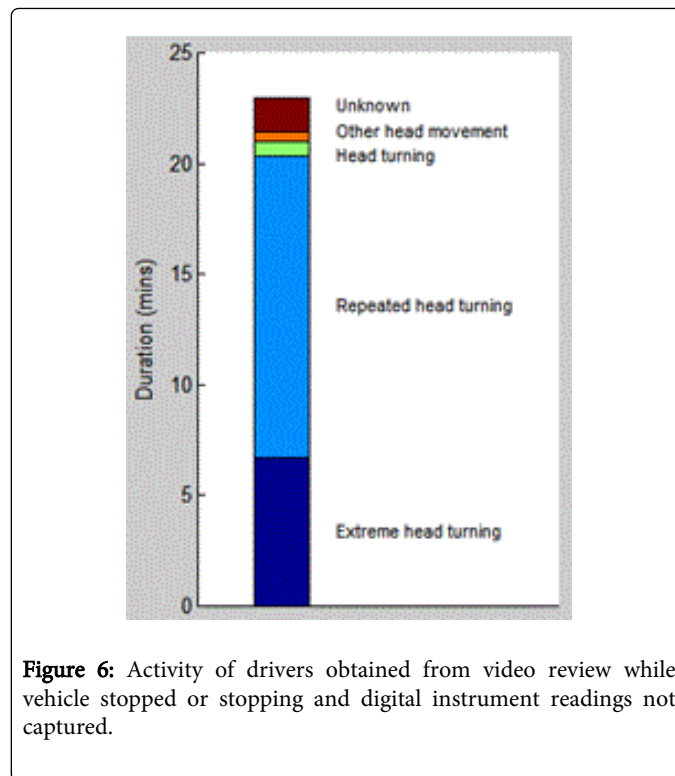 25
20
15
10
5
0
Duration (mins)
Unknown
Other head movement
Head turning
Repeated head turning
Extreme head turning
Figure 6: Activity of drivers obtained from video review while
vehicle stopped or stopping and digital instrument readings not
captured.